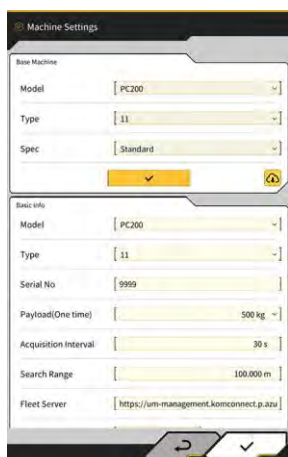 Machine Settings
Base Machine
Model [ PC200 ]
Type [ 11 ]
Spec [ Standard ]
Basic Info
Model [ PC200 ]
Type [ 11 ]
Serial No [ 9999 ]
Payload(One time) [ 500 kg ]
Acquisition Interval [ 30 s ]
Search Range [ 100.000 m ]
Fleet Server [ https://um-management.komconnect.p.azu ]